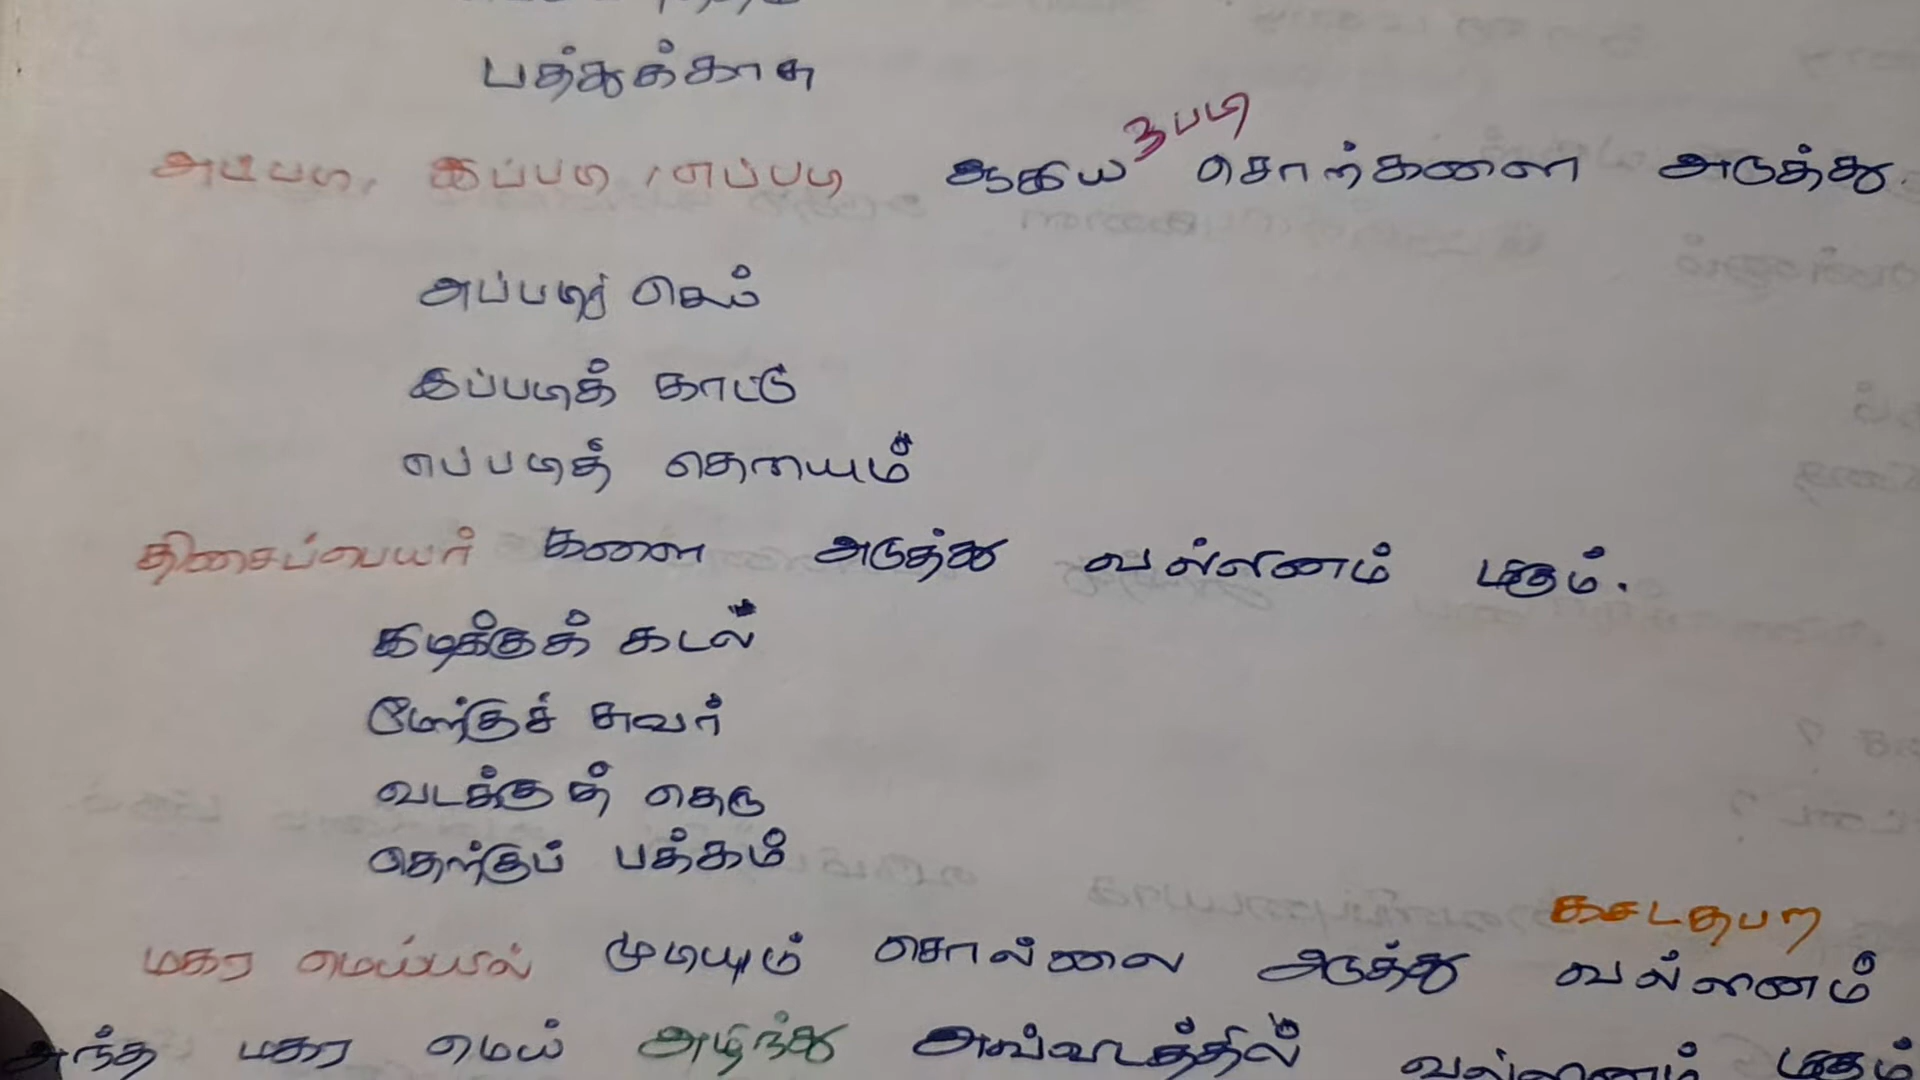 பத்துக்காசு
3 படி
அப்படி, இப்படி, எப்படி ஆகிய சொற்களை அடுத்து.
அப்படிச் செய்
இப்படிக் காட்டு
எப்படித் தெரியும்
திசைப்பெயர் களை அடுத்து வல்லினம் மிகும்.
கிழக்குக் கடல்
மேற்குச் சுவர்
வடக்குத் தெரு
தெற்குப் பக்கம்
கசடதபற
மகர மெய்யில் முடியும் சொல்லை அடுத்து வல்லினம்
அந்த மகர மெய் அழிந்து அவ்விடத்தில் வல்லினம் மிகும்